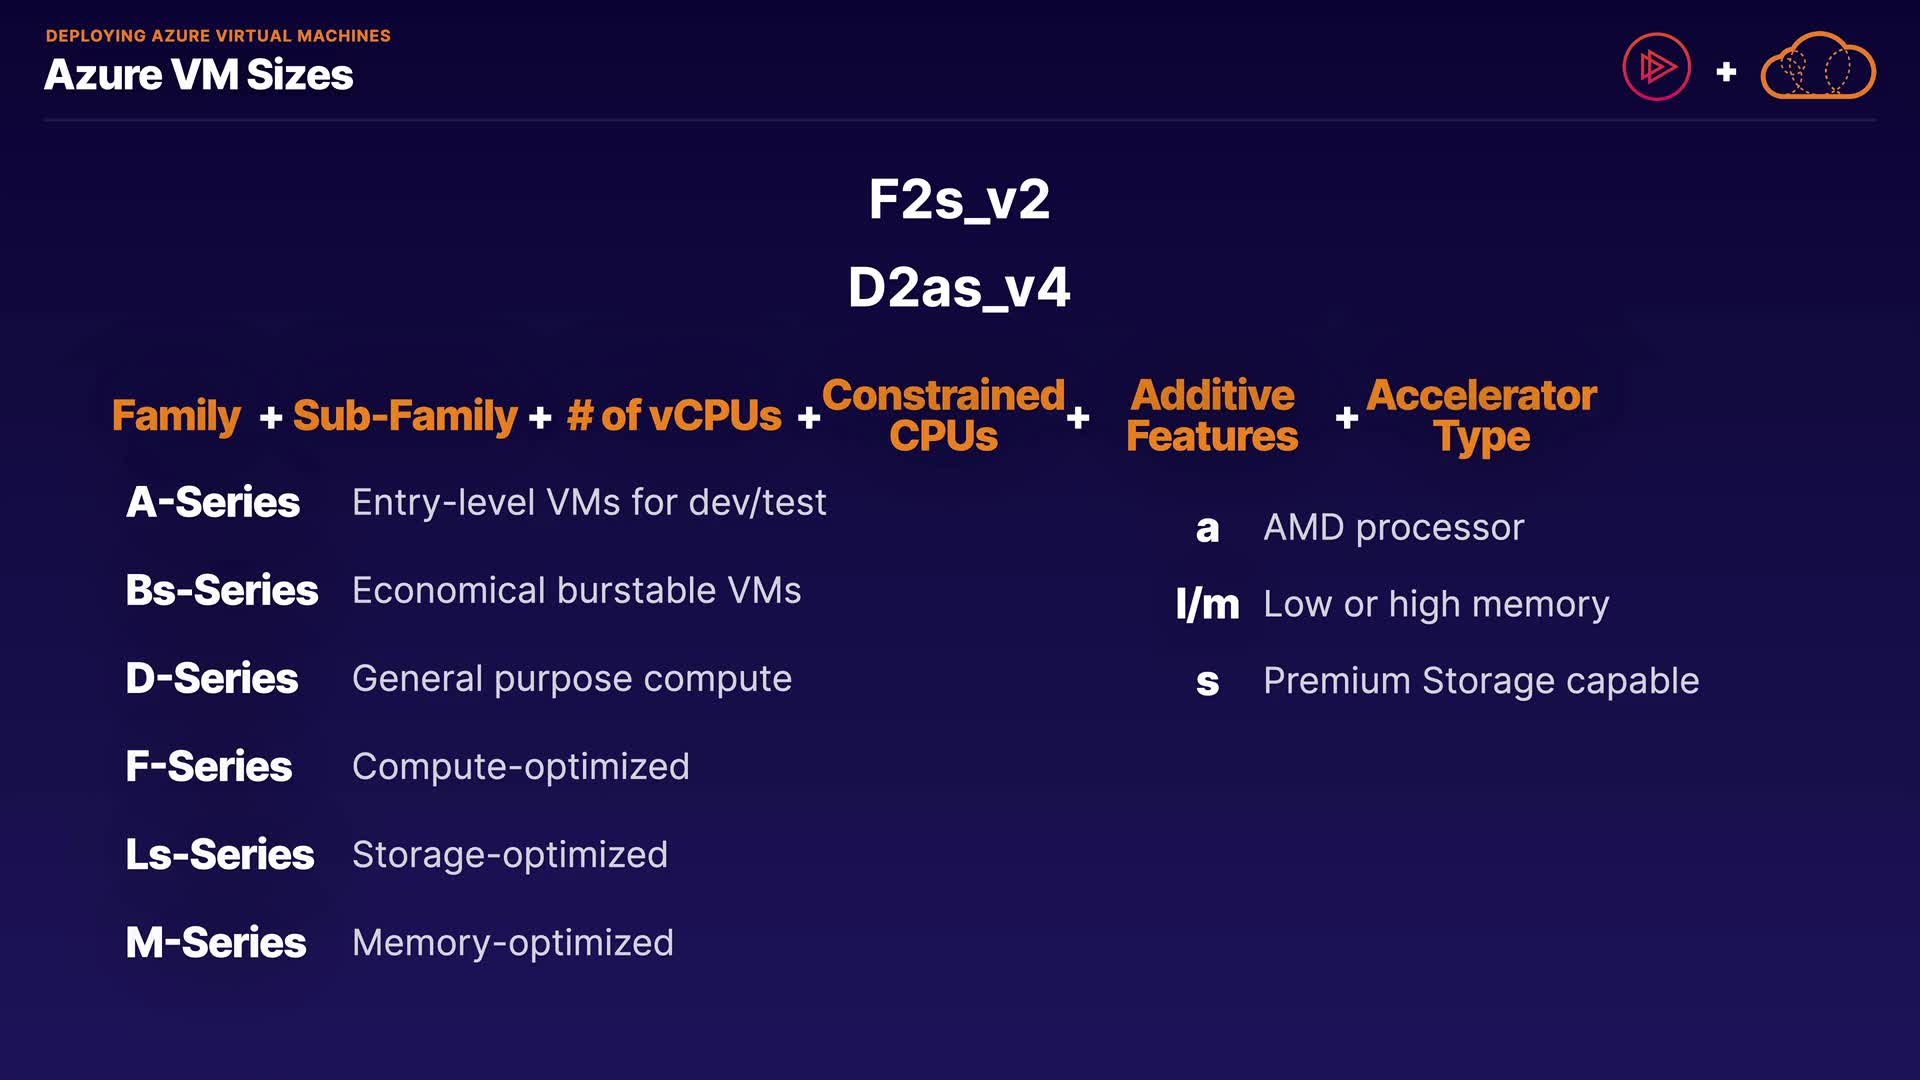 DEPLOYING AZURE VIRTUAL MACHINES
Azure VM Sizes
+
F2s_v2
D2as_v4
Family + Sub-Family + # of vCPUs + Constrained CPUs + Additive Features + Accelerator Type
A-Series Entry-level VMs for dev/test
Bs-Series Economical burstable VMs
D-Series General purpose compute
F-Series Compute-optimized
Ls-Series Storage-optimized
M-Series Memory-optimized
a AMD processor
l/m Low or high memory
s Premium Storage capable